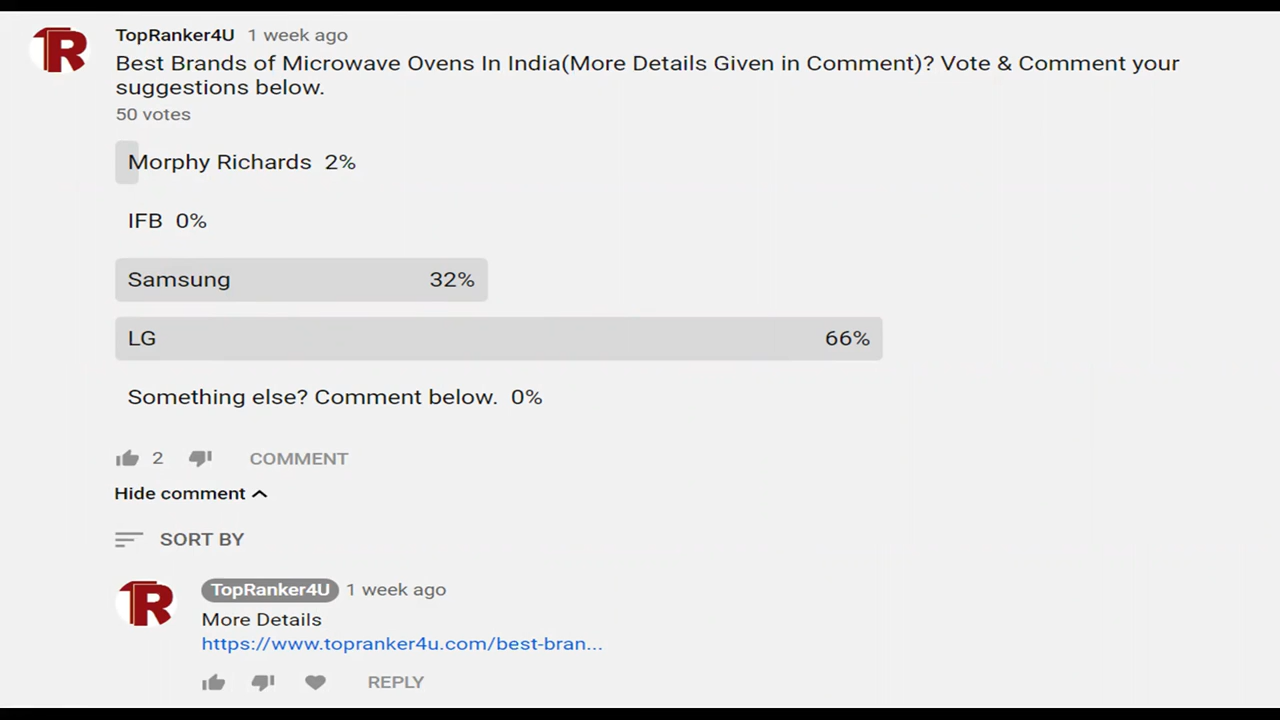 TopRanker4U 1 week ago
Best Brands of Microwave Ovens In India(More Details Given in Comment)? Vote & Comment your
suggestions below.
50 votes
Morphy Richards 2%
IFB 0%
Samsung 32%
LG 66%
Something else? Comment below. 0%
2 COMMENT
Hide comment
SORT BY
TopRanker4U 1 week ago
More Details
https://www.topranker4u.com/best-bran...
REPLY